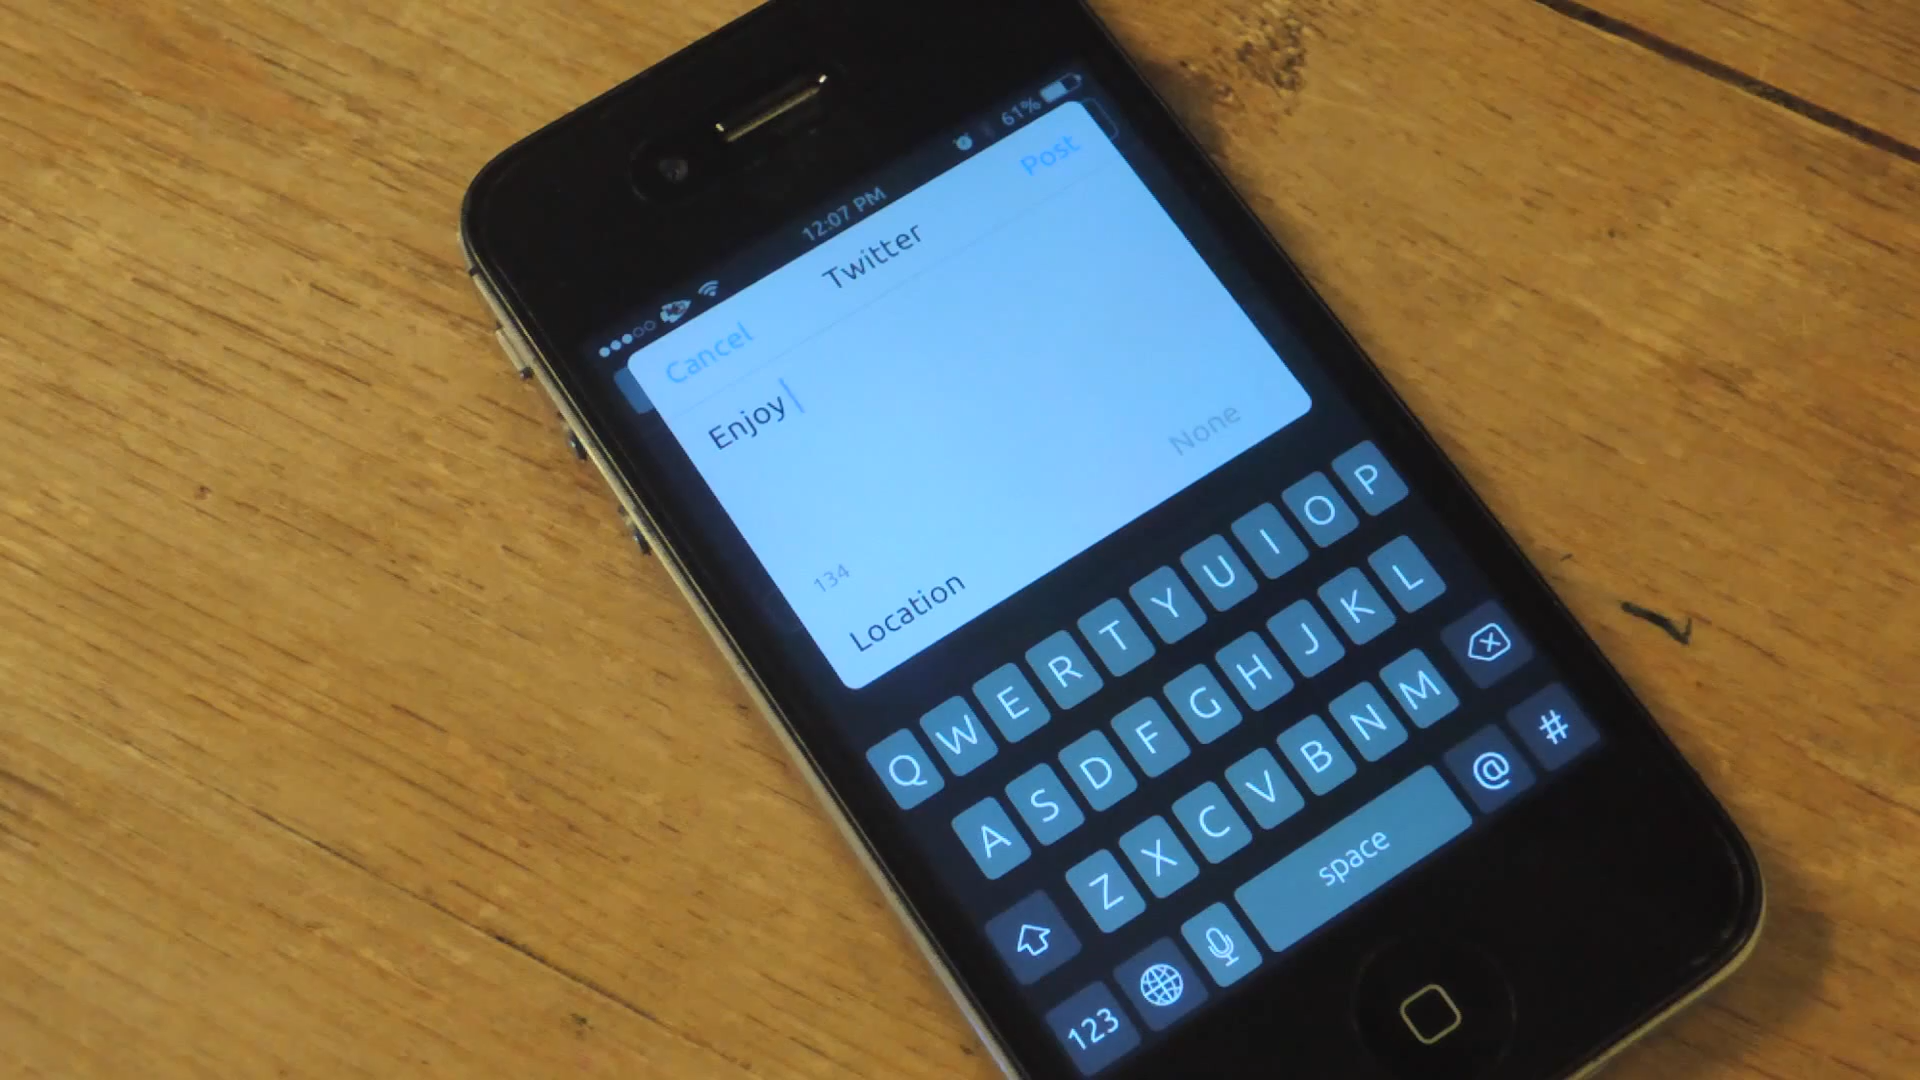 12:07 PM
61%
Cancel Twitter Post
Enjoy
134
Location None
Q W E R T Y U I O P
A S D F G H J K L
Z X C V B N M
123 space @ #